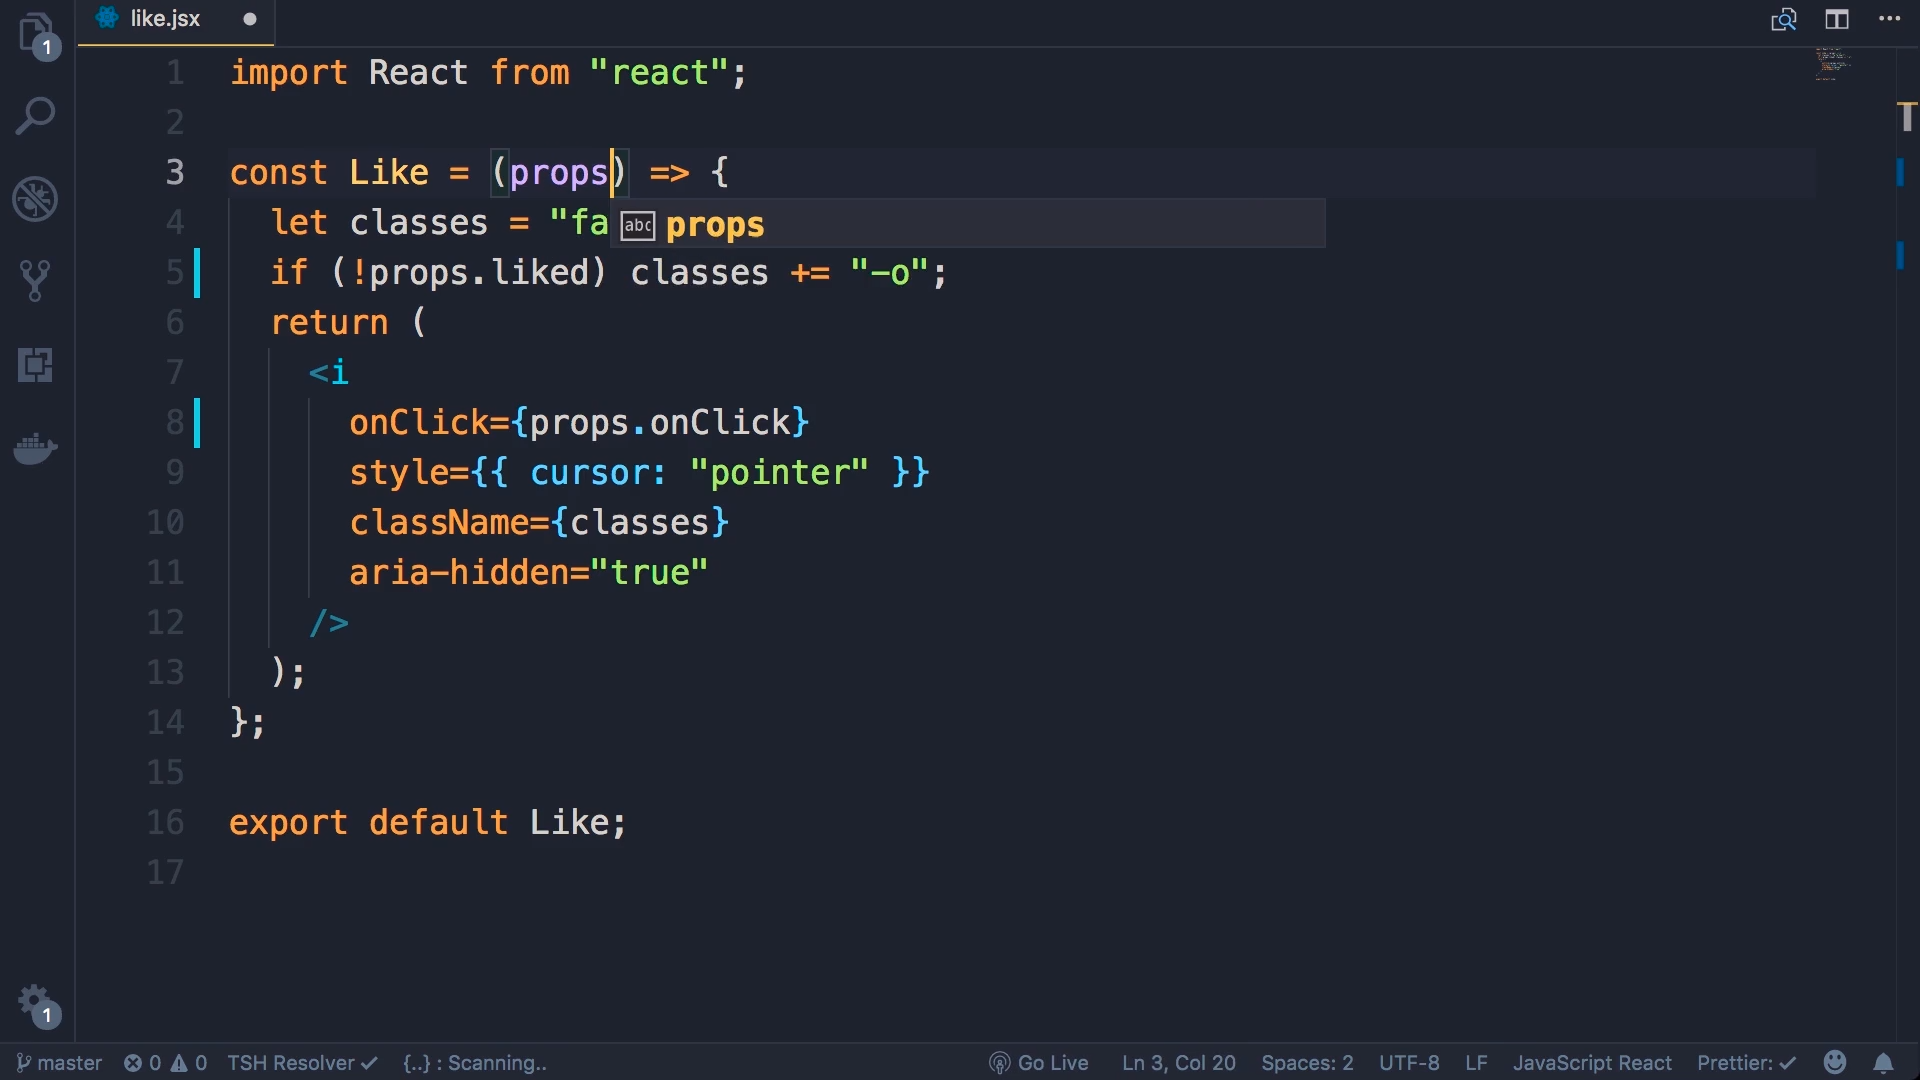 like.jsx
1
1 import React from "react";
2
3 const Like = (props) => {
4 let classes = "fa
abc props
5 if (!props.liked) classes += "-o";
6 return (
7 <i
8 onClick={props.onClick}
9 style={{ cursor: "pointer" }}
10 className={classes}
11 aria-hidden="true"
12 />
13 );
14 };
15
16 export default Like;
17
1
master 0 0 TSH Resolver ✓ {..} : Scanning.. Go Live Ln 3, Col 20 Spaces: 2 UTF-8 LF JavaScript React Prettier: ✓